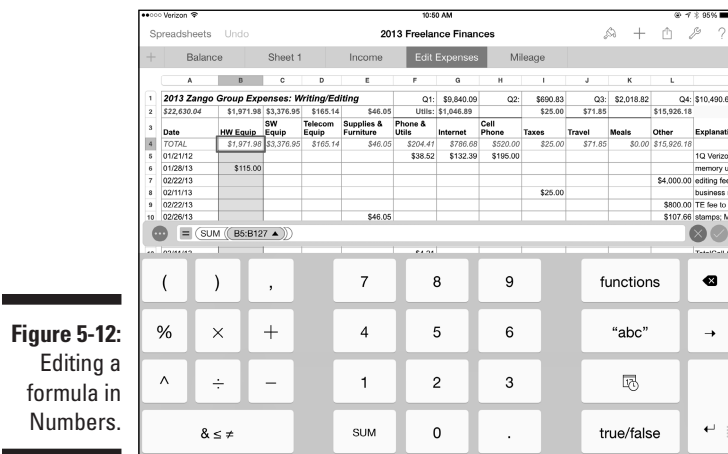 Verizon 10:50 AM 95%
Spreadsheets Undo 2013 Freelance Finances ?
Balance Sheet 1 Income Edit Expenses Mileage
A B C D E F G H I J K L
1 2013 Zango Group Expenses: Writing/Editing Q1: $9,840.09 Q2: $690.83 Q3: $2,018.82 Q4: $10,490.6
2 $22,630.04 $1,971.98 $3,376.95 $165.14 $46.05 Utils: $1,046.89 $25.00 $71.85 $15,926.18
3 Date HW Equip SW Equip Telecom Equip Supplies & Furniture Phone & Utils Internet Cell Phone Taxes Travel Meals Other Explanati
4 TOTAL $1,971.98 $3,376.95 $165.14 $46.05 $204.41 $786.68 $520.00 $25.00 $71.85 $0.00 $15,926.18
5 01/21/12 $38.52 $132.39 $195.00 1Q Verizo
6 01/28/13 $115.00 memory u
7 02/22/13 $4,000.00 editing fee
8 02/11/13 $25.00 business
9 02/22/13 $800.00 TE fee to
10 02/26/13 $46.05 $107.66 stamps; M
= SUM ( B5:B127 ▲ )
( ) , 7 8 9 functions
% × + 4 5 6 "abc" →
^ ÷ − 1 2 3
& ≤ ≠ SUM 0 . true/false ↵
Figure 5-12:
Editing a
formula in
Numbers.